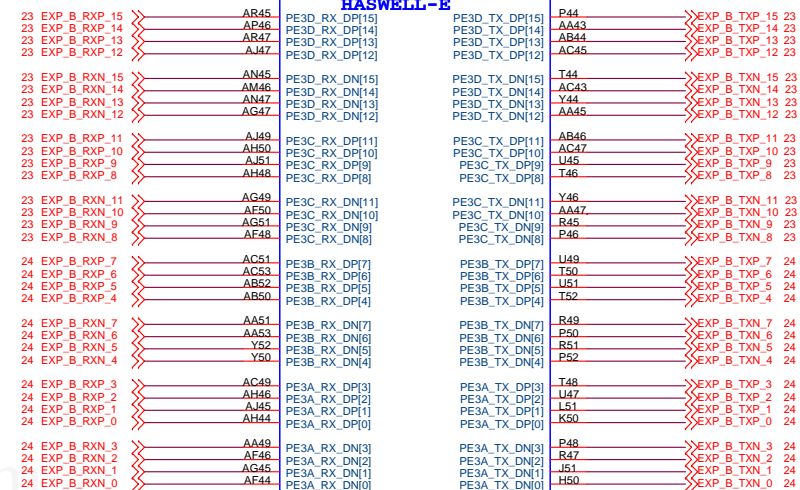 HASWELL-E
23 EXP_B_RXP_15 AR45 PE3D_RX_DP[15] PE3D_TX_DP[15] P44 EXP_B_TXP_15 23
23 EXP_B_RXP_14 AP46 PE3D_RX_DP[14] PE3D_TX_DP[14] AA43 EXP_B_TXP_14 23
23 EXP_B_RXP_13 AR47 PE3D_RX_DP[13] PE3D_TX_DP[13] AB44 EXP_B_TXP_13 23
23 EXP_B_RXP_12 AJ47 PE3D_RX_DP[12] PE3D_TX_DP[12] AC45 EXP_B_TXP_12 23
23 EXP_B_RXN_15 AN45 PE3D_RX_DN[15] PE3D_TX_DN[15] T44 EXP_B_TXN_15 23
23 EXP_B_RXN_14 AM46 PE3D_RX_DN[14] PE3D_TX_DN[14] AC43 EXP_B_TXN_14 23
23 EXP_B_RXN_13 AN47 PE3D_RX_DN[13] PE3D_TX_DN[13] Y44 EXP_B_TXN_13 23
23 EXP_B_RXN_12 AG47 PE3D_RX_DN[12] PE3D_TX_DN[12] AA45 EXP_B_TXN_12 23
23 EXP_B_RXP_11 AJ49 PE3C_RX_DP[11] PE3C_TX_DP[11] AB46 EXP_B_TXP_11 23
23 EXP_B_RXP_10 AH50 PE3C_RX_DP[10] PE3C_TX_DP[10] AC47 EXP_B_TXP_10 23
23 EXP_B_RXP_9 AJ51 PE3C_RX_DP[9] PE3C_TX_DP[9] U45 EXP_B_TXP_9 23
23 EXP_B_RXP_8 AH48 PE3C_RX_DP[8] PE3C_TX_DP[8] T46 EXP_B_TXP_8 23
23 EXP_B_RXN_11 AG49 PE3C_RX_DN[11] PE3C_TX_DN[11] Y46 EXP_B_TXN_11 23
23 EXP_B_RXN_10 AF50 PE3C_RX_DN[10] PE3C_TX_DN[10] AA47 EXP_B_TXN_10 23
23 EXP_B_RXN_9 AG51 PE3C_RX_DN[9] PE3C_TX_DN[9] R45 EXP_B_TXN_9 23
23 EXP_B_RXN_8 AF48 PE3C_RX_DN[8] PE3C_TX_DN[8] P46 EXP_B_TXN_8 23
24 EXP_B_RXP_7 AC51 PE3B_RX_DP[7] PE3B_TX_DP[7] U49 EXP_B_TXP_7 24
24 EXP_B_RXP_6 AC53 PE3B_RX_DP[6] PE3B_TX_DP[6] T50 EXP_B_TXP_6 24
24 EXP_B_RXP_5 AB52 PE3B_RX_DP[5] PE3B_TX_DP[5] U51 EXP_B_TXP_5 24
24 EXP_B_RXP_4 AB50 PE3B_RX_DP[4] PE3B_TX_DP[4] T52 EXP_B_TXP_4 24
24 EXP_B_RXN_7 AA51 PE3B_RX_DN[7] PE3B_TX_DN[7] R49 EXP_B_TXN_7 24
24 EXP_B_RXN_6 AA53 PE3B_RX_DN[6] PE3B_TX_DN[6] P50 EXP_B_TXN_6 24
24 EXP_B_RXN_5 Y52 PE3B_RX_DN[5] PE3B_TX_DN[5] R51 EXP_B_TXN_5 24
24 EXP_B_RXN_4 Y50 PE3B_RX_DN[4] PE3B_TX_DN[4] P52 EXP_B_TXN_4 24
24 EXP_B_RXP_3 AC49 PE3A_RX_DP[3] PE3A_TX_DP[3] T48 EXP_B_TXP_3 24
24 EXP_B_RXP_2 AH46 PE3A_RX_DP[2] PE3A_TX_DP[2] U47 EXP_B_TXP_2 24
24 EXP_B_RXP_1 AJ45 PE3A_RX_DP[1] PE3A_TX_DP[1] L51 EXP_B_TXP_1 24
24 EXP_B_RXP_0 AH44 PE3A_RX_DP[0] PE3A_TX_DP[0] K50 EXP_B_TXP_0 24
24 EXP_B_RXN_3 AA49 PE3A_RX_DN[3] PE3A_TX_DN[3] P48 EXP_B_TXN_3 24
24 EXP_B_RXN_2 AF46 PE3A_RX_DN[2] PE3A_TX_DN[2] R47 EXP_B_TXN_2 24
24 EXP_B_RXN_1 AG45 PE3A_RX_DN[1] PE3A_TX_DN[1] J51 EXP_B_TXN_1 24
24 EXP_B_RXN_0 AF44 PE3A_RX_DN[0] PE3A_TX_DN[0] H50 EXP_B_TXN_0 24